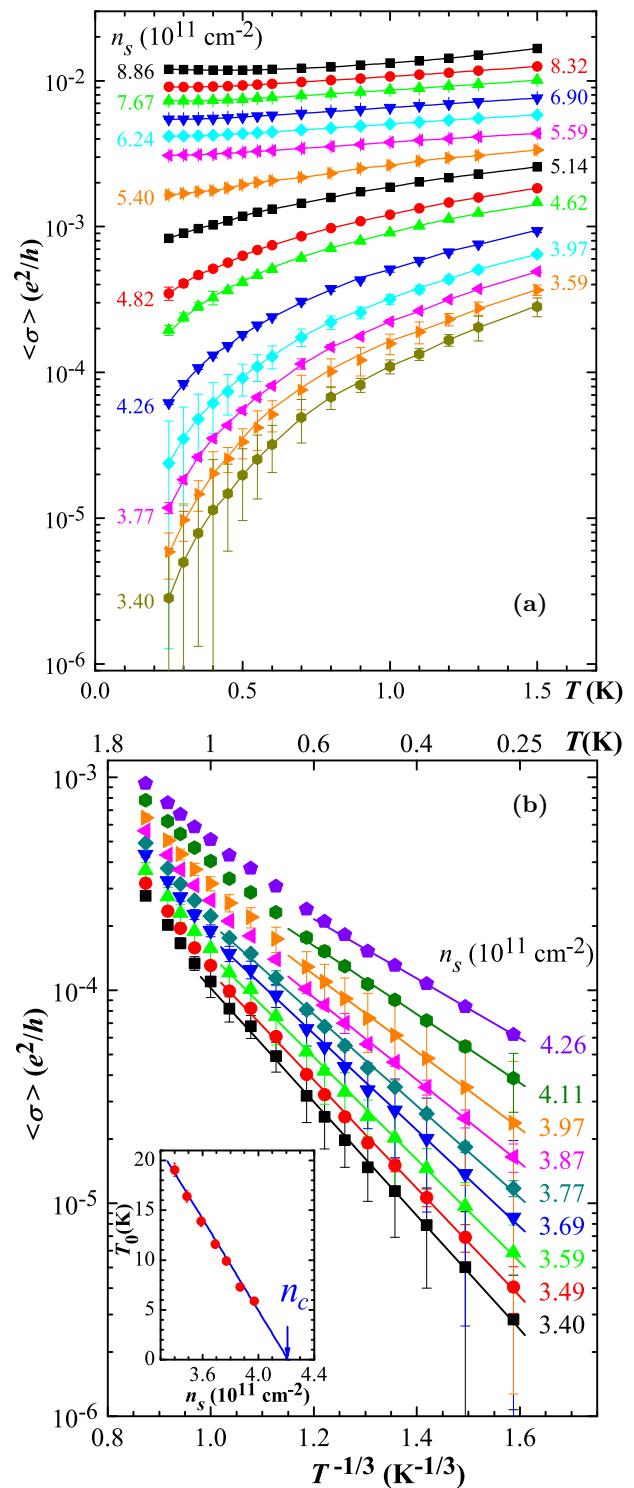 n_s (10^11 cm^-2)
8.86
8.32
7.67
6.90
6.24
5.59
5.40
5.14
4.62
4.82
3.97
3.59
4.26
3.77
3.40
10^-2
10^-3
10^-4
10^-5
10^-6
<σ> (e^2/h)
(a)
0.0 0.5 1.0 1.5
T (K)
1.8 1 0.6 0.4 0.25
T(K)
(b)
10^-3
10^-4
10^-5
10^-6
<σ> (e^2/h)
n_s (10^11 cm^-2)
4.26
4.11
3.97
3.87
3.77
3.69
3.59
3.49
3.40
20
15
10
5
0
T_0(K)
n_c
3.6 4.0 4.4
n_s (10^11 cm^-2)
0.8 1.0 1.2 1.4 1.6
T^-1/3 (K^-1/3)